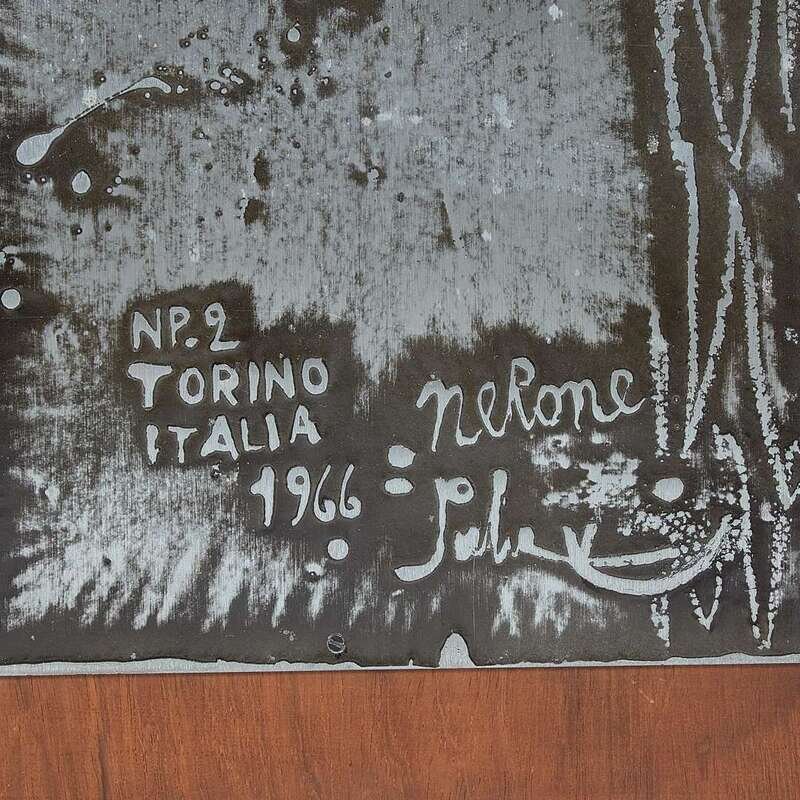 NP.2
TORINO
ITALIA
1966
neRone